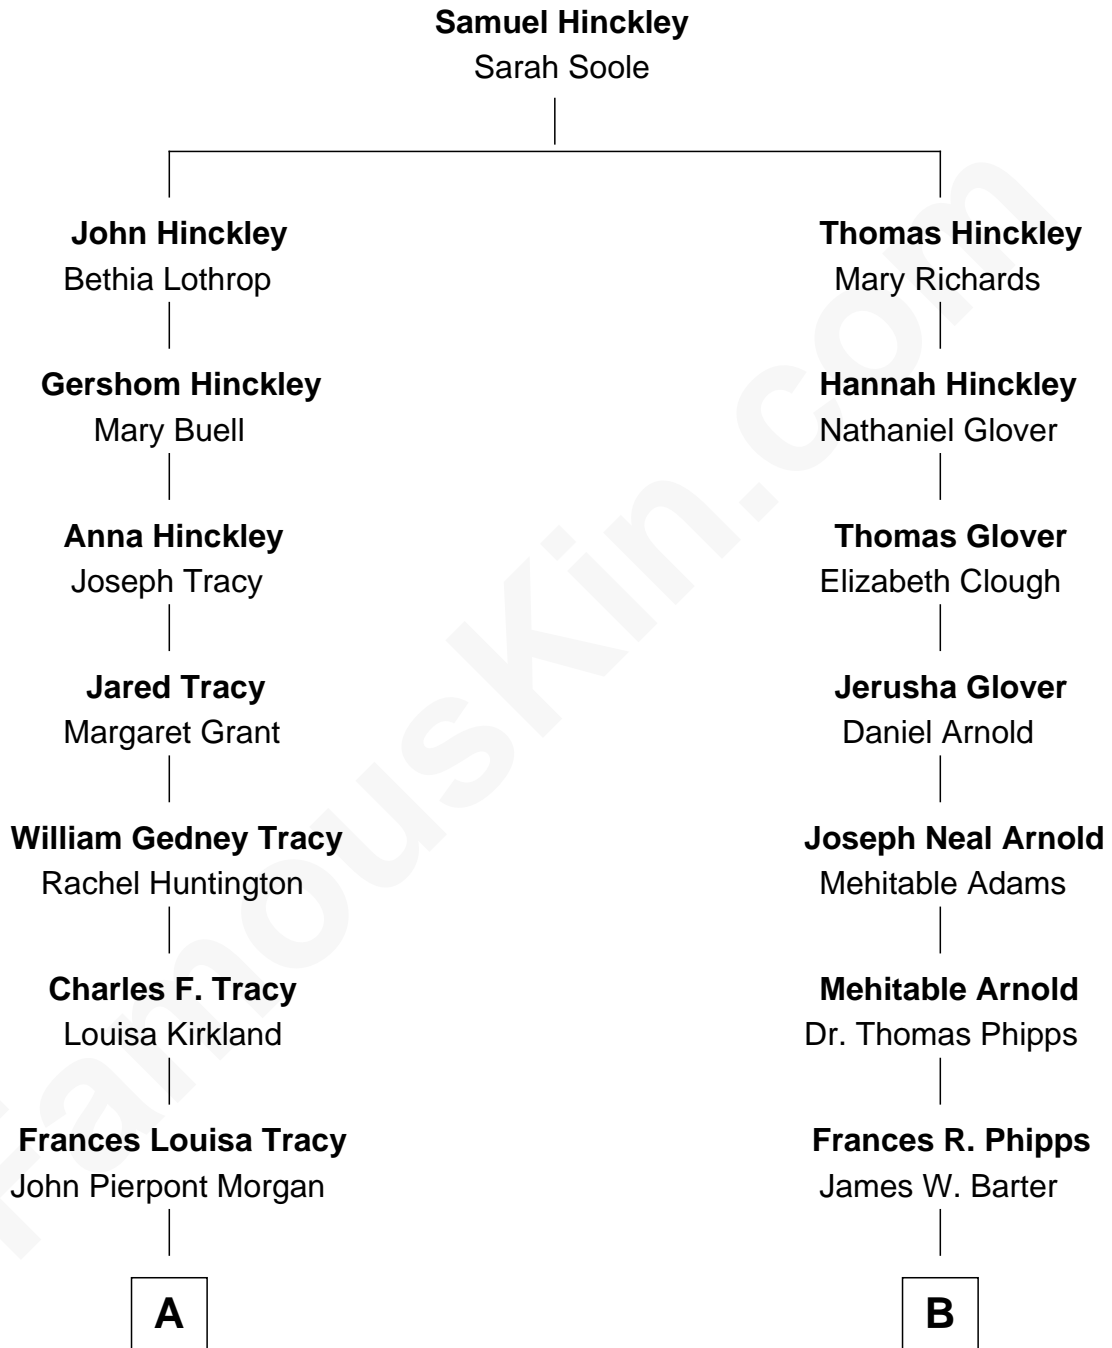 Samuel Hinckley
Sarah Soole
John Hinckley
Bethia Lothrop
Thomas Hinckley
Mary Richards
Gershom Hinckley
Mary Buell
Hannah Hinckley
Nathaniel Glover
Anna Hinckley
Joseph Tracy
Thomas Glover
Elizabeth Clough
Jared Tracy
Margaret Grant
Jerusha Glover
Daniel Arnold
William Gedney Tracy
Rachel Huntington
Joseph Neal Arnold
Mehitable Adams
Charles F. Tracy
Louisa Kirkland
Mehitable Arnold
Dr. Thomas Phipps
Frances Louisa Tracy
John Pierpont Morgan
Frances R. Phipps
James W. Barter
A
B
FamousKin.com